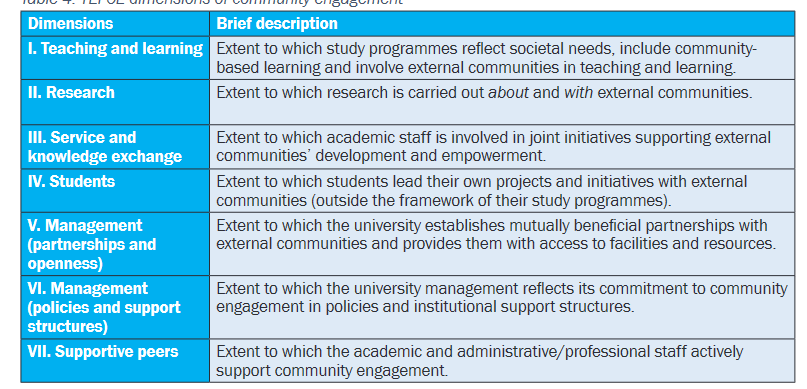 Table 4. TEFCE dimensions of community engagement
Dimensions Brief description
I. Teaching and learning Extent to which study programmes reflect societal needs, include community-
based learning and involve external communities in teaching and learning.
II. Research Extent to which research is carried out about and with external communities.
III. Service and
knowledge exchange
Extent to which academic staff is involved in joint initiatives supporting external
communities’ development and empowerment.
IV. Students Extent to which students lead their own projects and initiatives with external
communities (outside the framework of their study programmes).
V. Management
(partnerships and
openness)
Extent to which the university establishes mutually beneficial partnerships with
external communities and provides them with access to facilities and resources.
VI. Management
(policies and support
structures)
Extent to which the university management reflects its commitment to community
engagement in policies and institutional support structures.
VII. Supportive peers Extent to which the academic and administrative/professional staff actively
support community engagement.